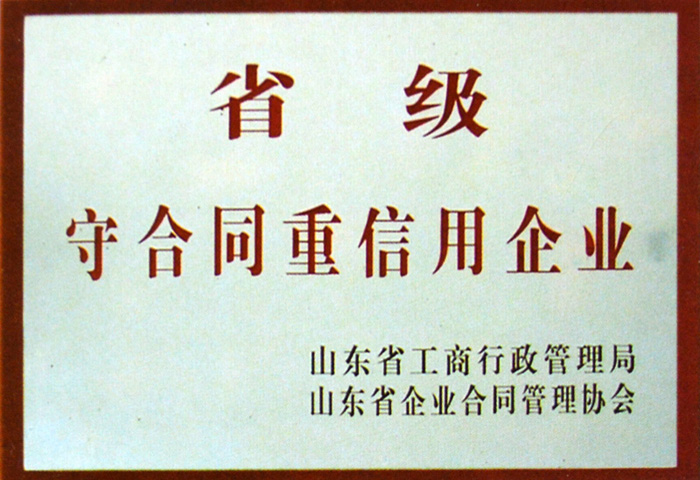 省级
守合同重信用企业
山东省工商行政管理局
山东省企业合同管理协会